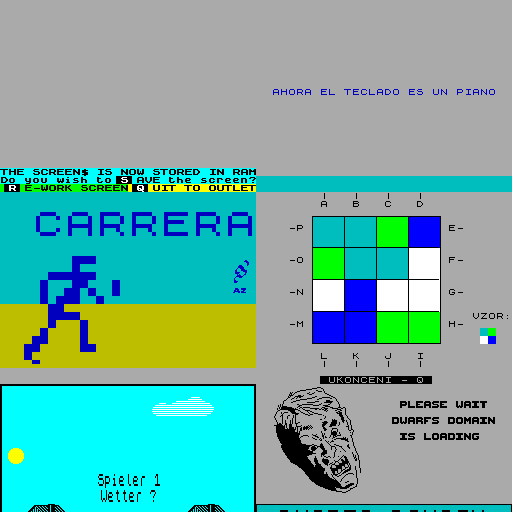 AHORA EL TECLADO ES UN PIANO
THE SCREEN$ IS NOW STORED IN RAM
Do you wish to S AVE the screen?
R E-WORK SCREEN Q UIT TO OUTLET
CARRERA
AZ
A B C D
-P E-
-O F-
-N G-
-M H-
VZOR:
L K J I
UKONCENI - Q
PLEASE WAIT
DWARFS DOMAIN
IS LOADING
Spieler 1
Wetter ?